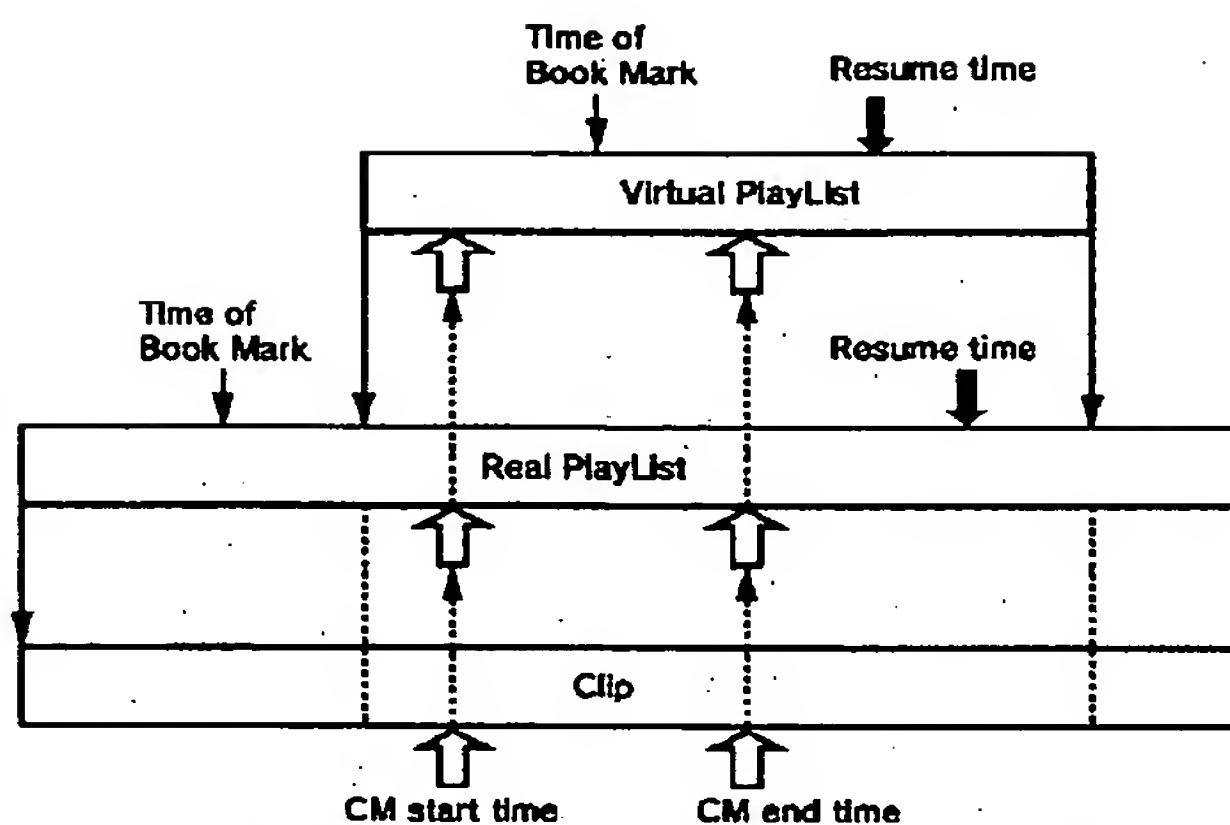 Time of
Book Mark
Resume time
Virtual PlayList
Time of
Book Mark
Resume time
Real PlayList
Clip
CM start time
CM end time